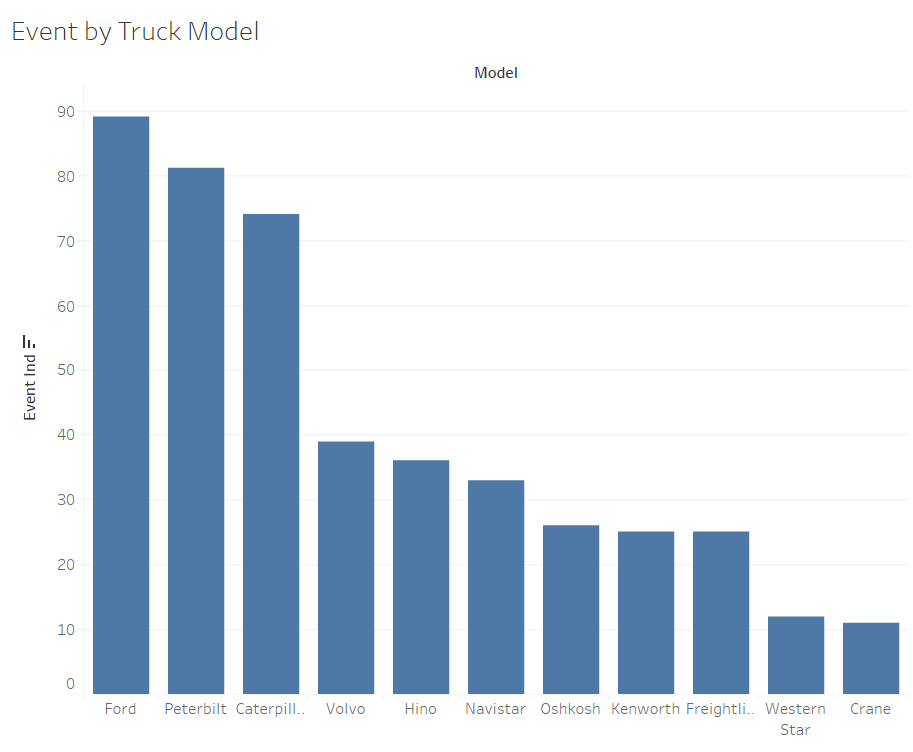 Event by Truck Model
Model
Event Ind
90
80
70
60
50
40
30
20
10
0
Ford Peterbilt Caterpill.. Volvo Hino Navistar Oshkosh Kenworth Freightli.. Western Star Crane